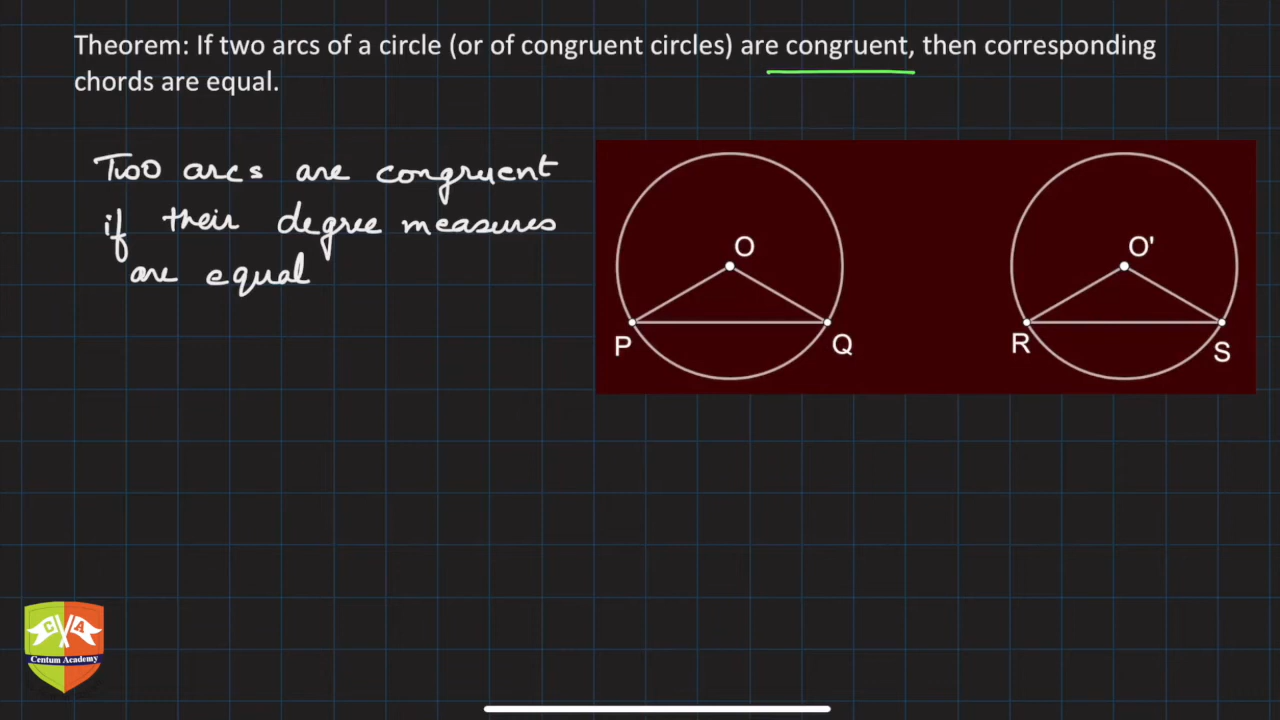 Theorem: If two arcs of a circle (or of congruent circles) are congruent, then corresponding
chords are equal.
Two arcs are congruent
if their degree measures
are equal
O
P
Q
O'
R
S
C A
Centum Academy